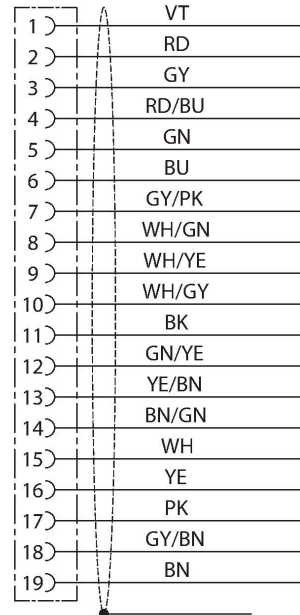 1 VT
2 RD
3 GY
4 RD/BU
5 GN
6 BU
7 GY/PK
8 WH/GN
9 WH/YE
10 WH/GY
11 BK
12 GN/YE
13 YE/BN
14 BN/GN
15 WH
16 YE
17 PK
18 GY/BN
19 BN